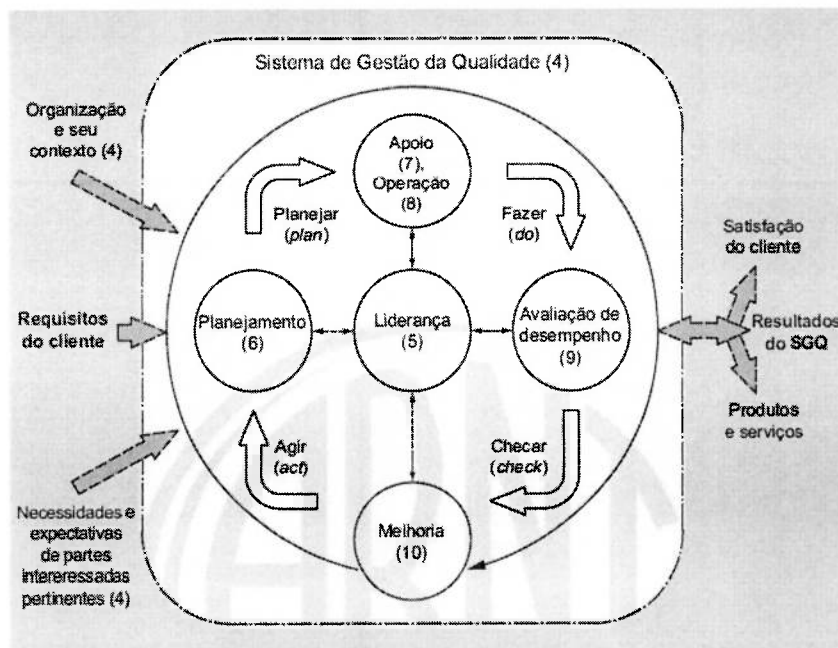 Sistema de Gestão da Qualidade (4)
Organização
e seu
contexto (4)
Apoio
(7),
Operação
(8)
Planejar
(plan)
Fazer
(do)
Satisfação
do cliente
Requisitos
do cliente
Planejamento
(6)
Liderança
(5)
Avaliação de
desempenho
(9)
Resultados
do SGQ
Agir
(act)
Checar
(check)
Produtos
e serviços
Necessidades e
expectativas
de partes
intereressadas
pertinentes (4)
Melhoria
(10)
ABNT